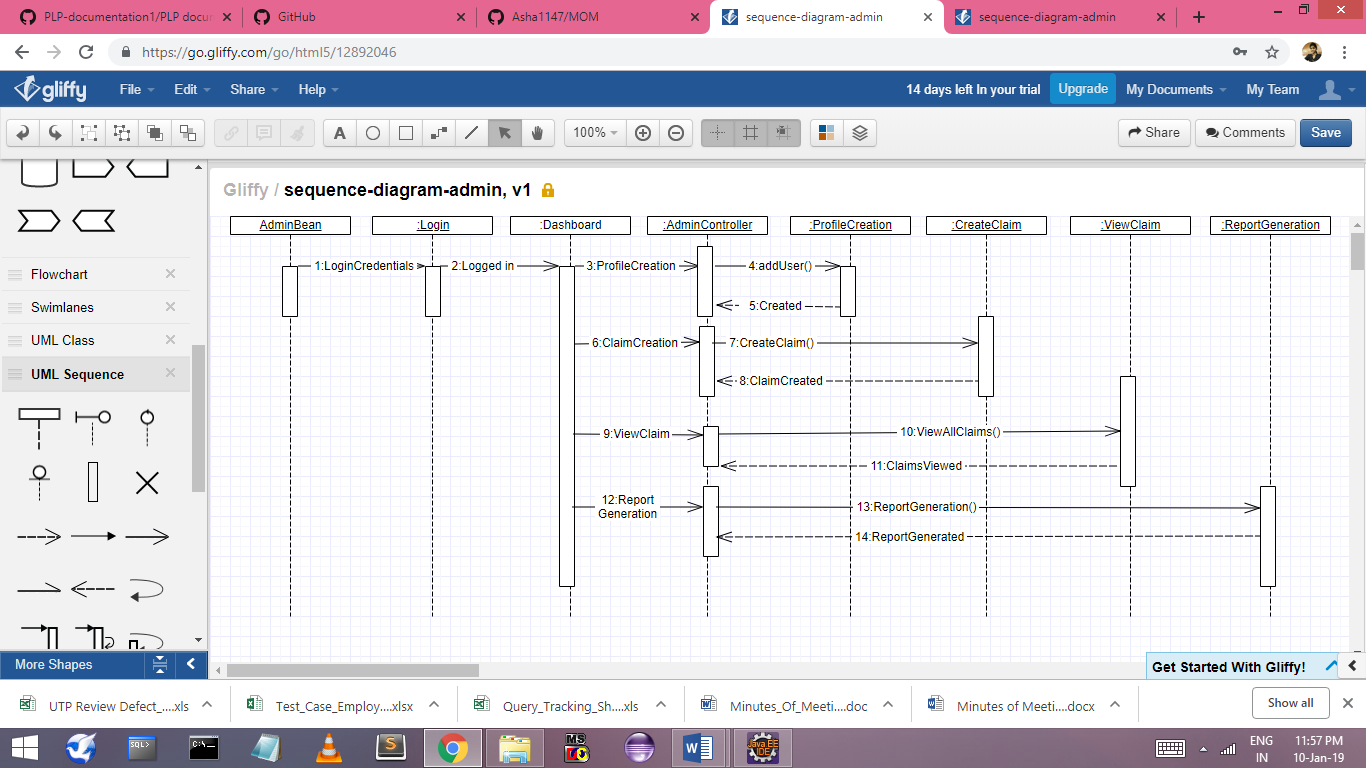 PLP-documentation1/PLP docum
GitHub
Asha1147/MOM
sequence-diagram-admin
sequence-diagram-admin
https://go.gliffy.com/go/html5/12892046
gliffy
File
Edit
Share
Help
14 days left In your trial
Upgrade
My Documents
My Team
A
100%
Share
Comments
Save
Gliffy / sequence-diagram-admin, v1
Flowchart
Swimlanes
UML Class
UML Sequence
More Shapes
AdminBean
:Login
:Dashboard
:AdminController
:ProfileCreation
:CreateClaim
:ViewClaim
:ReportGeneration
1:LoginCredentials
2:Logged in
3:ProfileCreation
4:addUser()
5:Created
6:ClaimCreation
7:CreateClaim()
8:ClaimCreated
9:ViewClaim
10:ViewAllClaims()
11:ClaimsViewed
12:Report
Generation
13:ReportGeneration()
14:ReportGenerated
Get Started With Gliffy!
UTP Review Defect_....xls
Test_Case_Employ....xlsx
Query_Tracking_Sh....xls
Minutes_Of_Meeti....doc
Minutes of Meeti....docx
Show all
SQL>
C:\.
S
MS
W
Java EE
IDE
ENG
IN
11:57 PM
10-Jan-19